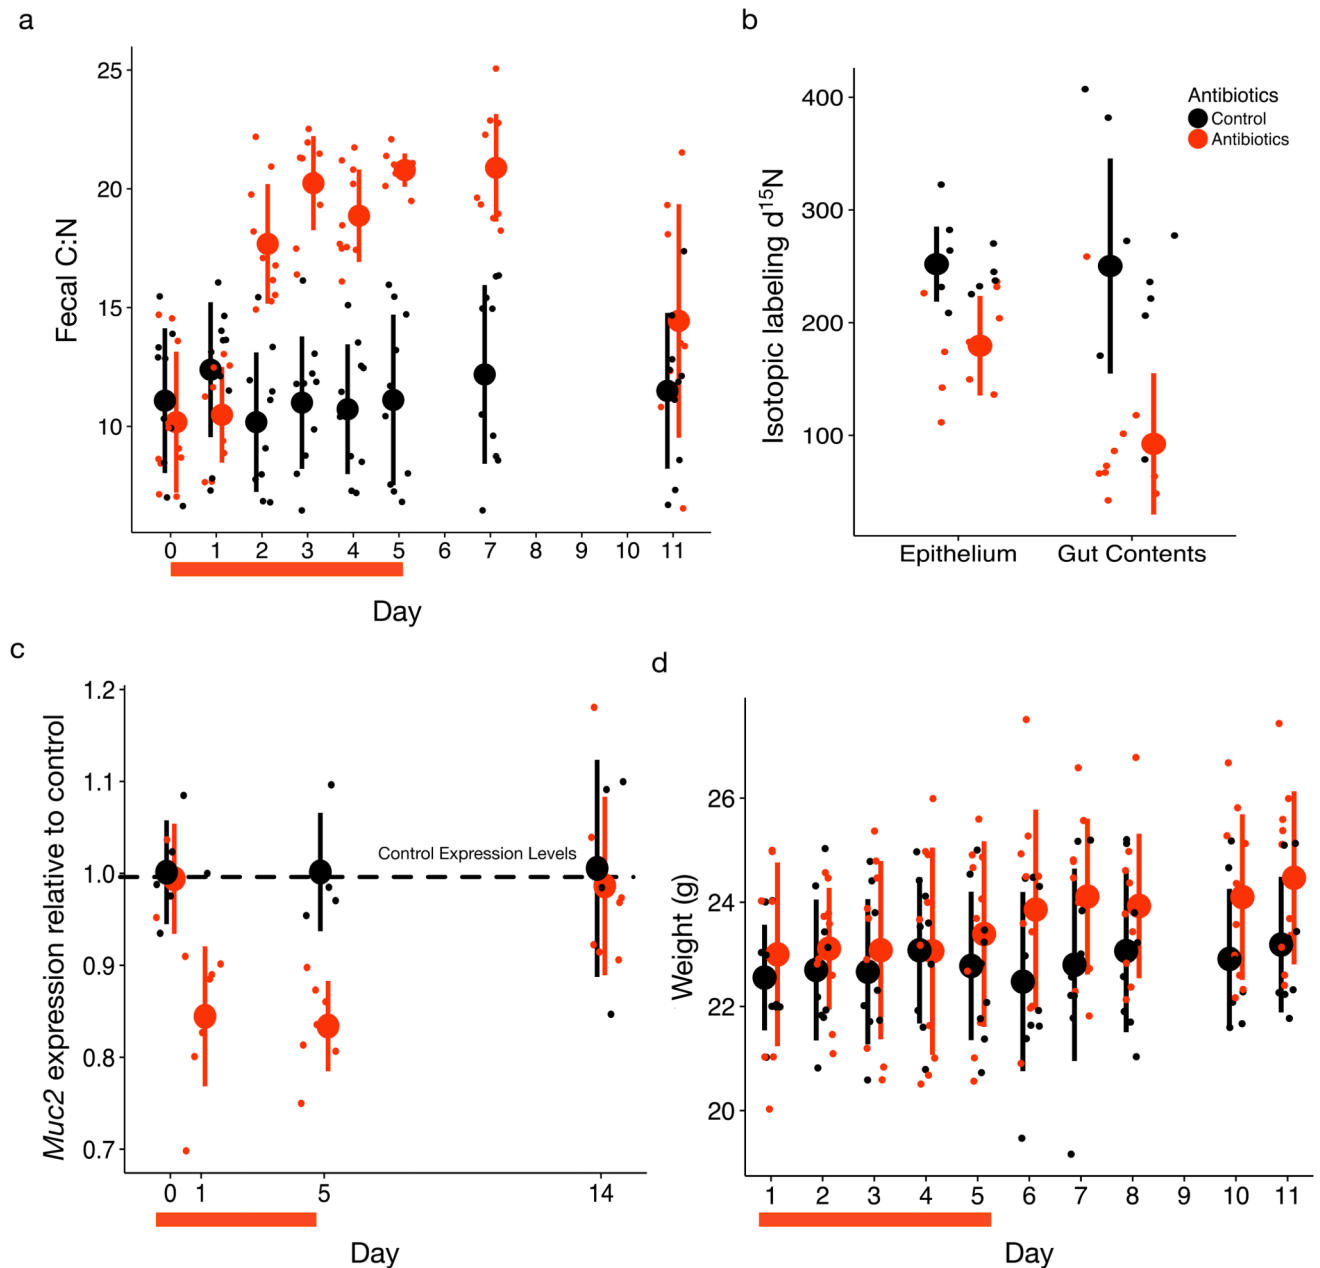 a
25
20
15
10
Fecal C:N
0 1 2 3 4 5 6 7 8 9 10 11
Day
b
400
300
200
100
Isotopic labeling d15N
Antibiotics
Control
Antibiotics
Epithelium Gut Contents
c
1.2
1.1
1.0
0.9
0.8
0.7
Muc2 expression relative to control
Control Expression Levels
0 1 5 14
Day
d
26
24
22
20
Weight (g)
1 2 3 4 5 6 7 8 9 10 11
Day